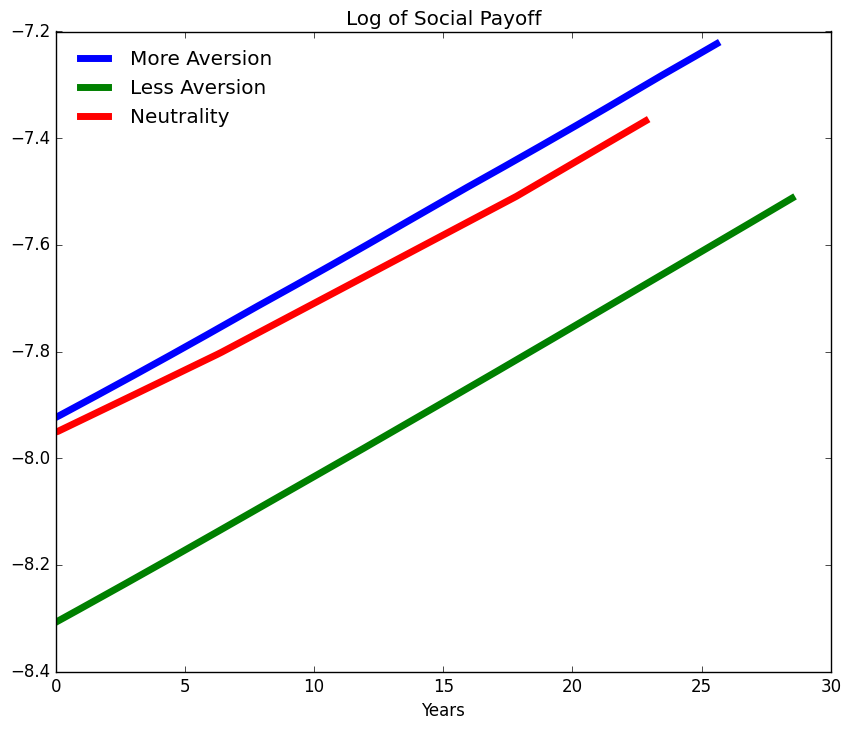 Log of Social Payoff
−7.2
More Aversion
Less Aversion
Neutrality
−7.4
−7.6
−7.8
−8.0
−8.2
−8.4
0 5 10 15 20 25 30
Years